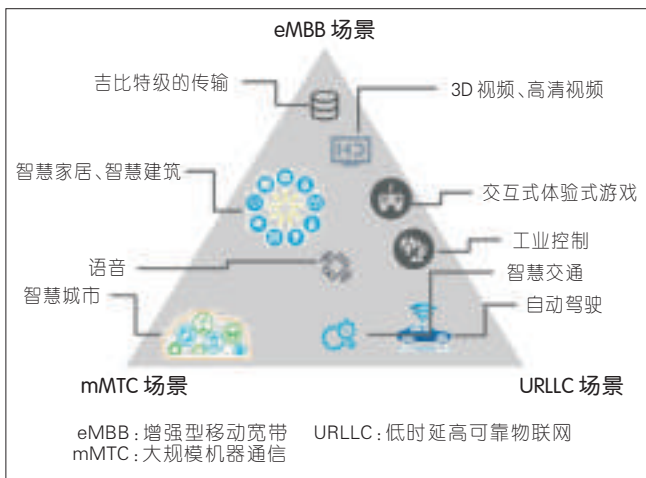 eMBB 场景
吉比特级的传输
3D 视频、高清视频
HD
智慧家居、智慧建筑
交互式体验式游戏
工业控制
语音
智慧交通
智慧城市
自动驾驶
mMTC 场景
URLLC 场景
eMBB：增强型移动宽带 URLLC：低时延高可靠物联网
mMTC：大规模机器通信